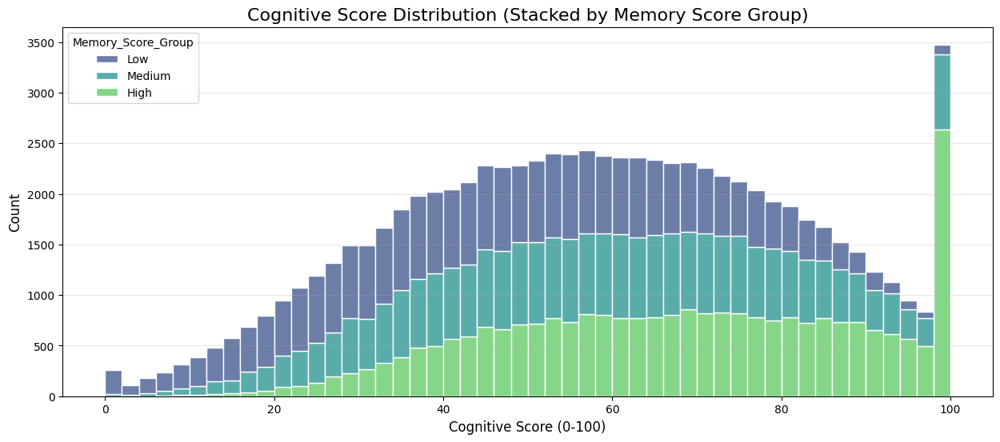 Cognitive Score Distribution (Stacked by Memory Score Group)
Memory_Score_Group
Low
Medium
High
Count
3500
3000
2500
2000
1500
1000
500
0
0 20 40 60 80 100
Cognitive Score (0-100)